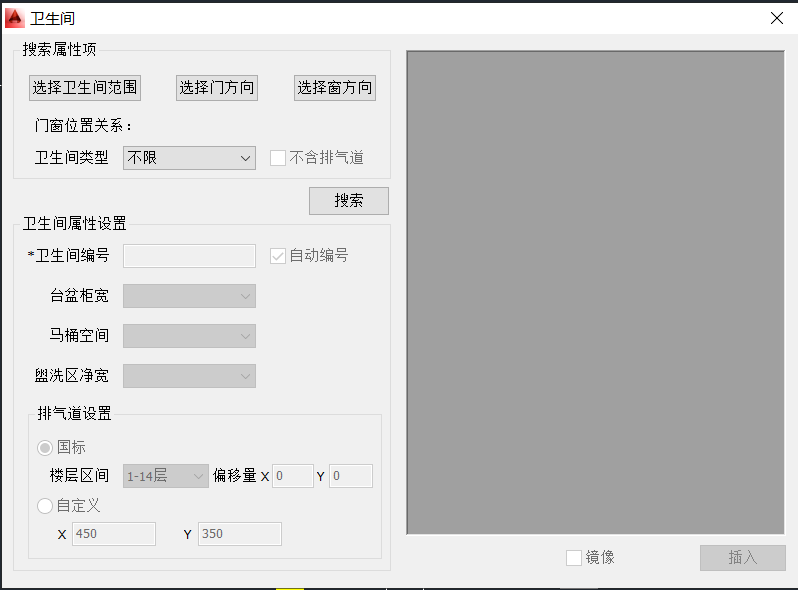 卫生间
搜索属性项
选择卫生间范围 选择门方向 选择窗方向
门窗位置关系：
卫生间类型 不限 不含排气道
搜索
卫生间属性设置
*卫生间编号 自动编号
台盆柜宽
马桶空间
盥洗区净宽
排气道设置
国标
楼层区间 1-14层 偏移量 X 0 Y 0
自定义
X 450 Y 350
镜像 插入